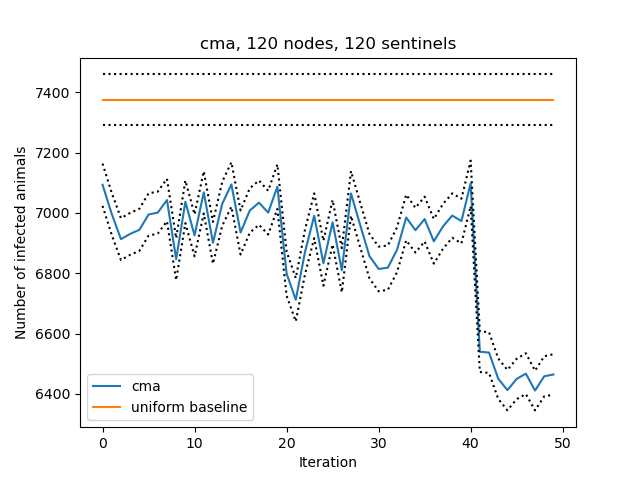 cma, 120 nodes, 120 sentinels
7400
7200
7000
6800
6600
6400
Number of infected animals
cma
uniform baseline
0 10 20 30 40 50
Iteration